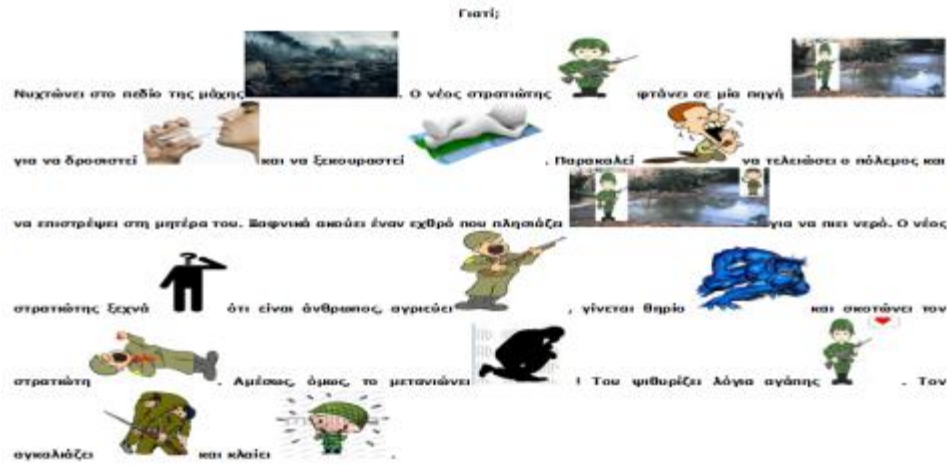 Γιατί;
Νυχτώνει στο πεδίο της μάχης . Ο νέος στρατιώτης φτάνει σε μία πηγή
για να δροσιστεί και να ξεκουραστεί . Παρακαλεί να τελειώσει ο πόλεμος και
να επιστρέψει στη μητέρα του. Ξαφνικά ακούει έναν εχθρό που πλησιάζει για να πιει νερό. Ο νέος
στρατιώτης ξεχνά ότι είναι άνθρωπος, αγριεύει , γίνεται θηρίο και σκοτώνει τον
στρατιώτη . Αμέσως, όμως, το μετανιώνει ! Του ψιθυρίζει λόγια αγάπης . Τον
αγκαλιάζει και κλαίει .